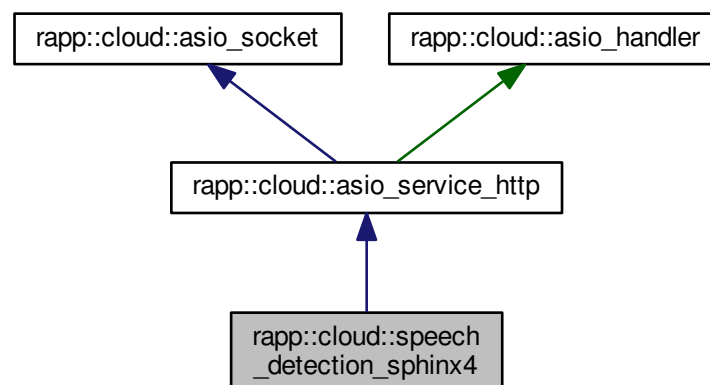 rapp::cloud::asio_socket
rapp::cloud::asio_handler
rapp::cloud::asio_service_http
rapp::cloud::speech
_detection_sphinx4